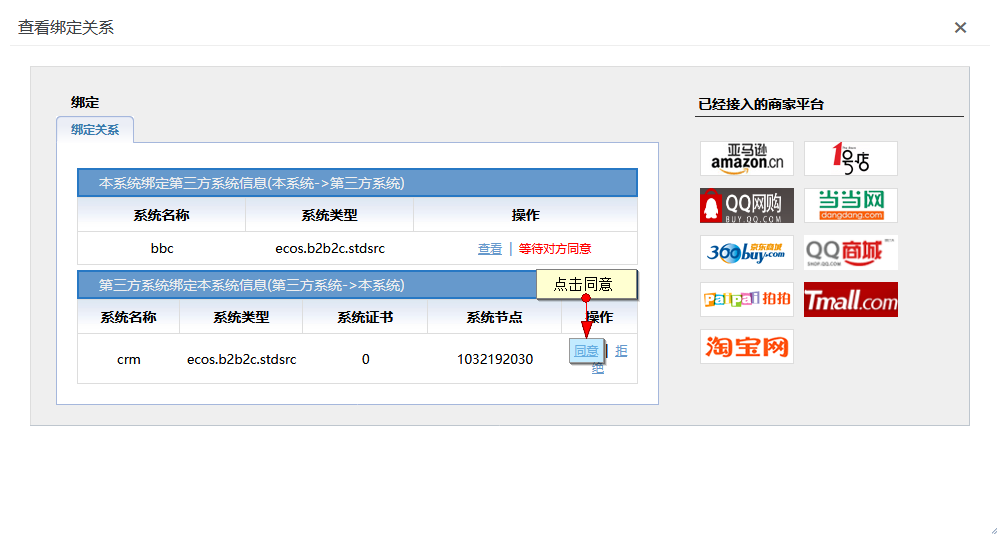 查看绑定关系
绑定
绑定关系
本系统绑定第三方系统信息(本系统->第三方系统)
系统名称 系统类型 操作
bbc ecos.b2b2c.stdsrc 查看 | 等待对方同意
第三方系统绑定本系统信息(第三方系统->本系统)
点击同意
系统名称 系统类型 系统证书 系统节点 操作
crm ecos.b2b2c.stdsrc 0 1032192030 同意 | 拒
绝
已经接入的商家平台
亚马逊
amazon.cn
1号店
QQ网购
BUY.QQ.COM
当当网
dangdang.com
京东商城
360buy.com
QQ商城
SHOP.QQ.COM
PaiPai拍拍
Tmall.com
淘宝网